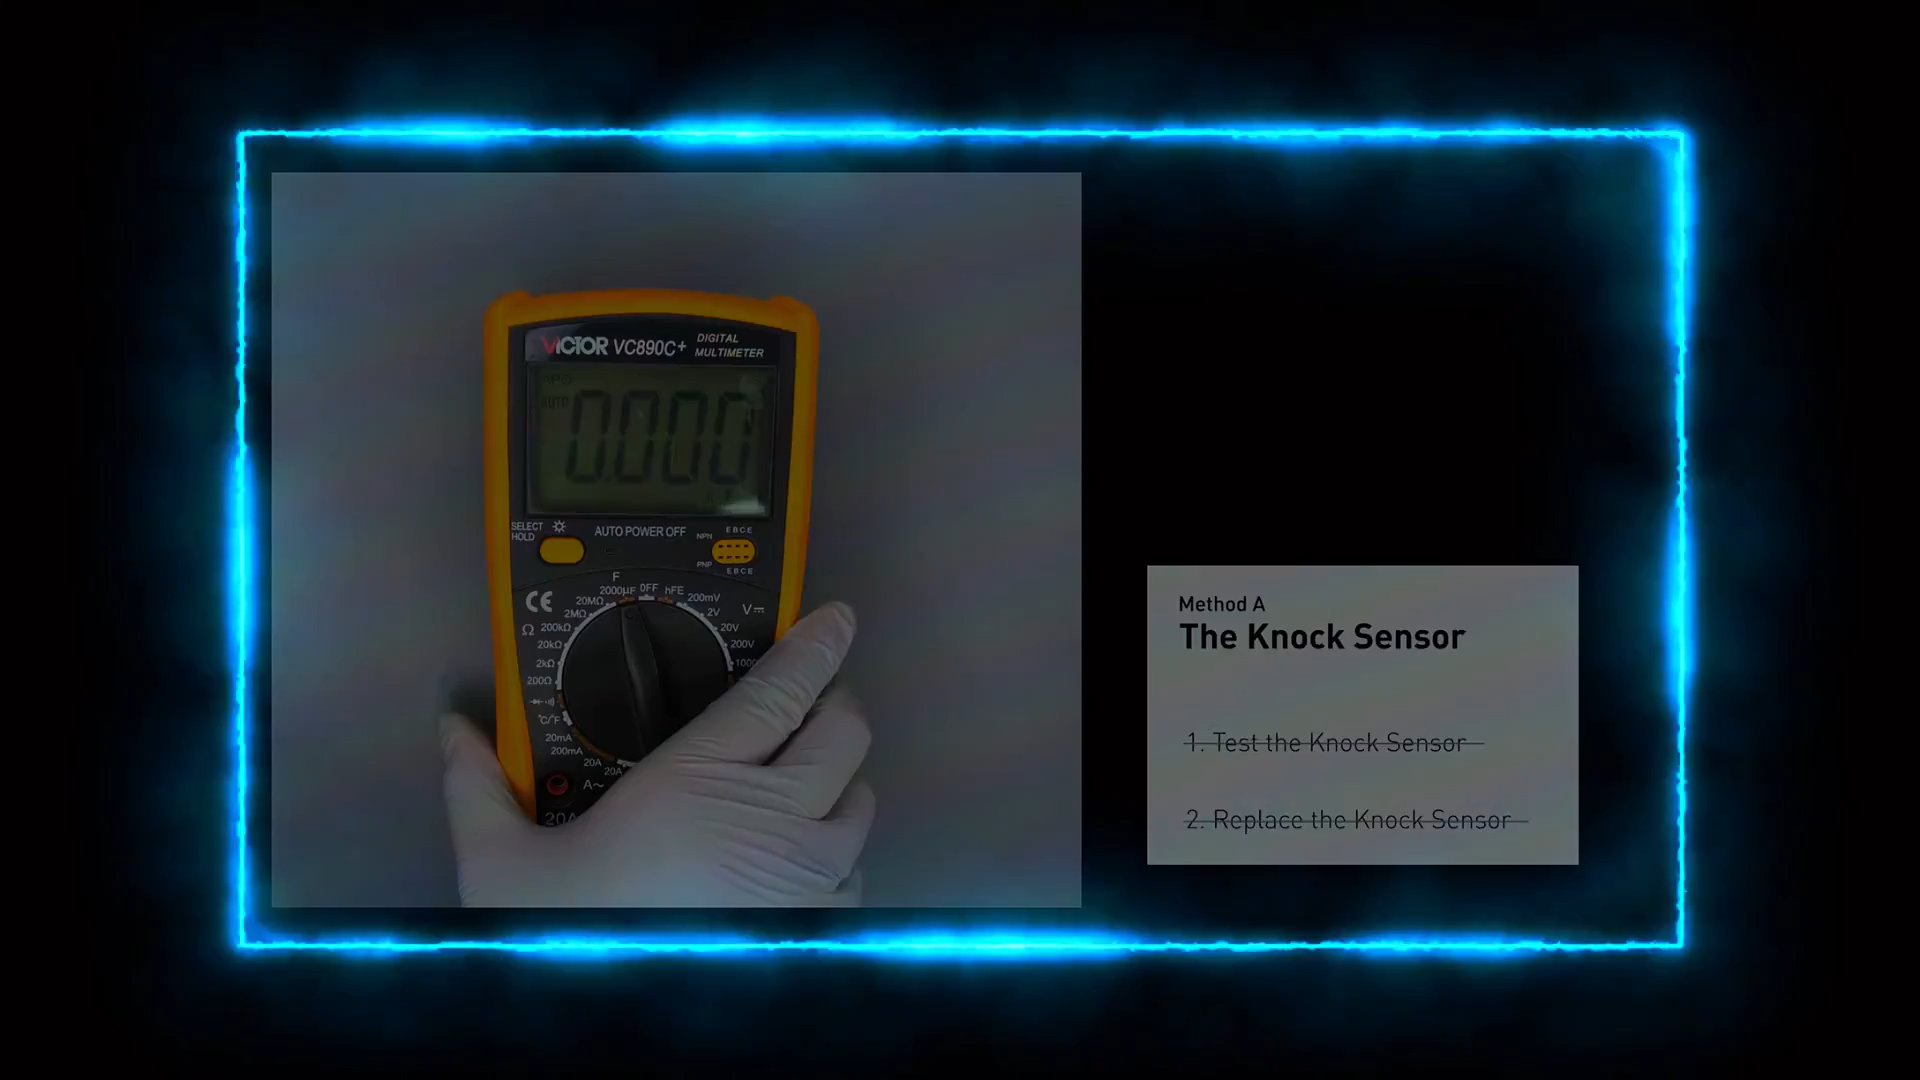 VICTOR VC890C+ DIGITAL
MULTIMETER
AUTO
0.000
SELECT
HOLD
AUTO POWER OFF
EBCE
NPN
PNP
EBCE
F
2000µF
OFF
hFE
200mV
2V
V
20V
200V
20MΩ
2MΩ
Ω
200kΩ
20kΩ
2kΩ
200Ω
°C/°F
20mA
200mA
20A
20A
A~
20A
CE
Method A
The Knock Sensor
1. Test the Knock Sensor
2. Replace the Knock Sensor